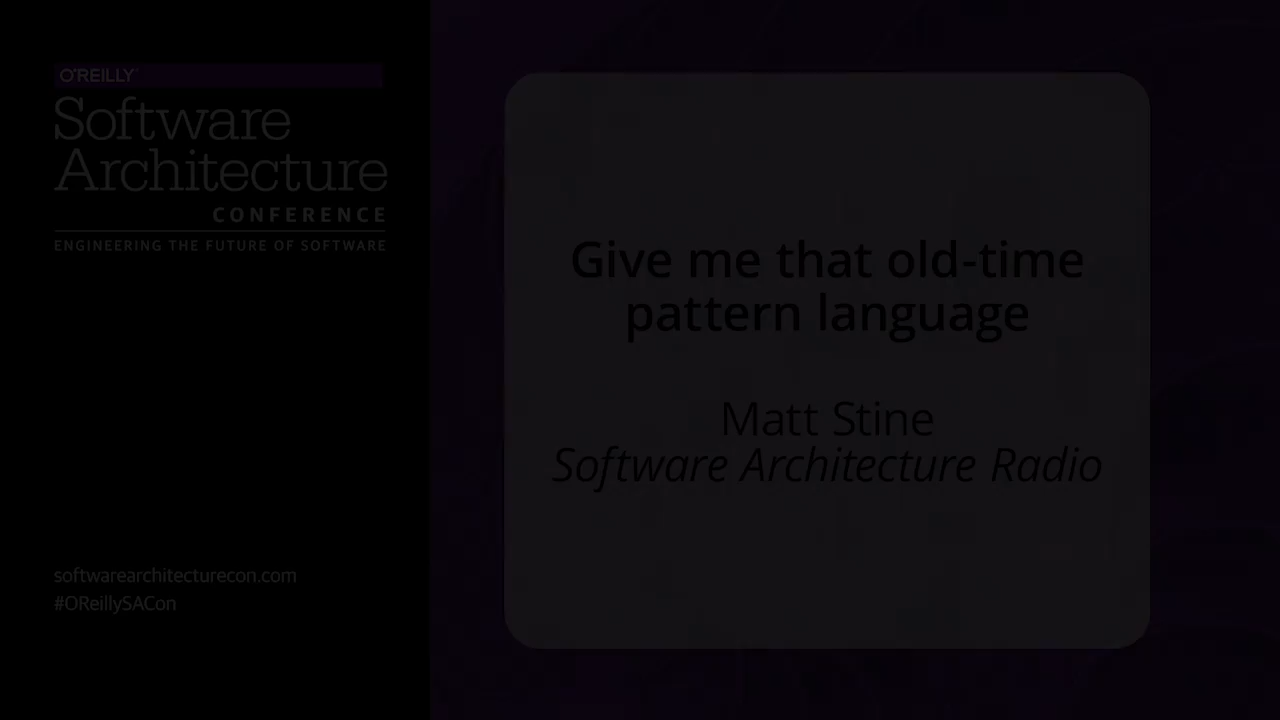 O'REILLY
Software
Architecture
CONFERENCE
ENGINEERING THE FUTURE OF SOFTWARE
Give me that old-time
pattern language
Matt Stine
Software Architecture Radio
softwarearchitecturecon.com
#OReillySACon